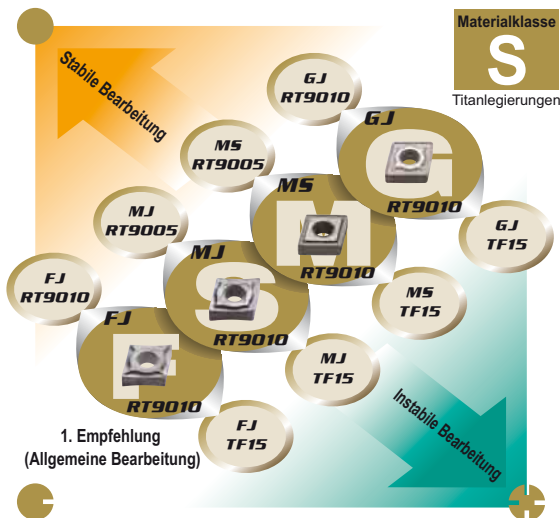 Materialklasse
S
Titanlegierungen
Stabile Bearbeitung
GJ
RT9010
GJ
G
RT9010
MS
RT9005
MS
M
RT9010
GJ
TF15
MJ
RT9005
MJ
S
RT9010
MS
TF15
FJ
RT9010
FJ
F
RT9010
MJ
TF15
FJ
TF15
Instabile Bearbeitung
1. Empfehlung
(Allgemeine Bearbeitung)